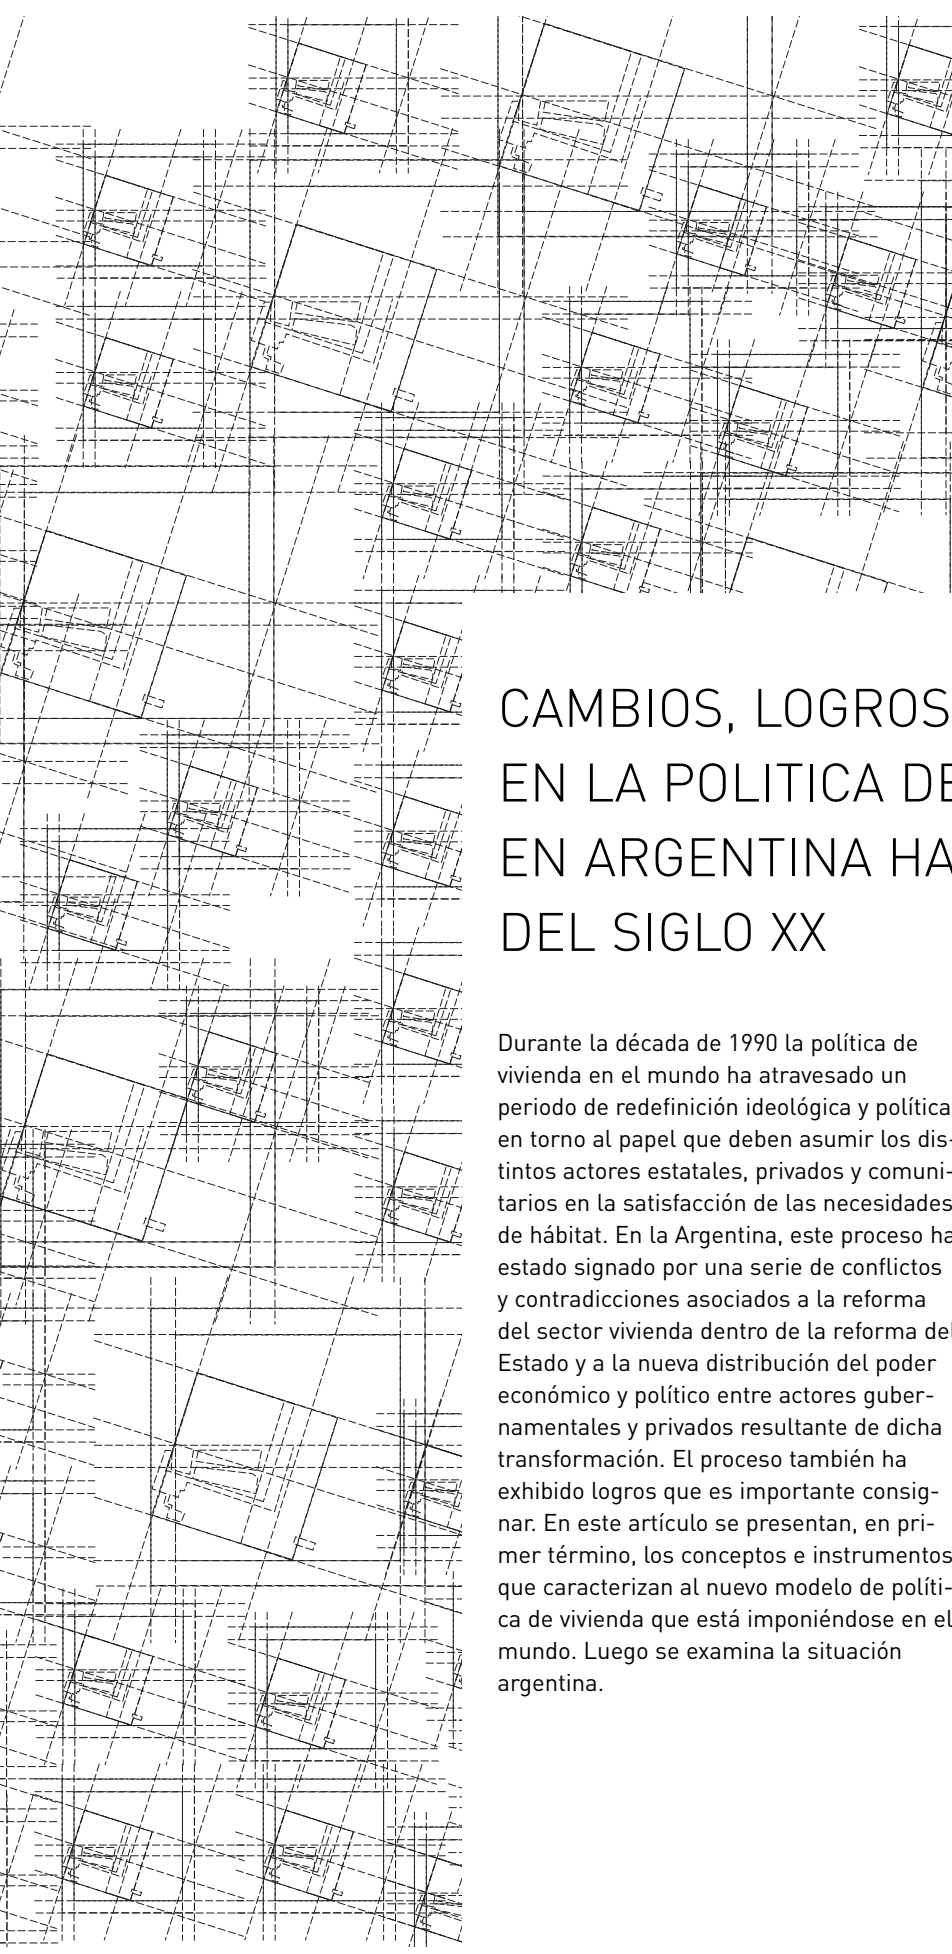 CAMBIOS, LOGROS
EN LA POLITICA DE
EN ARGENTINA HA
DEL SIGLO XX
Durante la década de 1990 la política de
vivienda en el mundo ha atravesado un
periodo de redefinición ideológica y política
en torno al papel que deben asumir los dis-
tintos actores estatales, privados y comuni-
tarios en la satisfacción de las necesidades
de hábitat. En la Argentina, este proceso ha
estado signado por una serie de conflictos
y contradicciones asociados a la reforma
del sector vivienda dentro de la reforma del
Estado y a la nueva distribución del poder
económico y político entre actores guber-
namentales y privados resultante de dicha
transformación. El proceso también ha
exhibido logros que es importante consig-
nar. En este artículo se presentan, en pri-
mer término, los conceptos e instrumentos
que caracterizan al nuevo modelo de políti-
ca de vivienda que está imponiéndose en el
mundo. Luego se examina la situación
argentina.